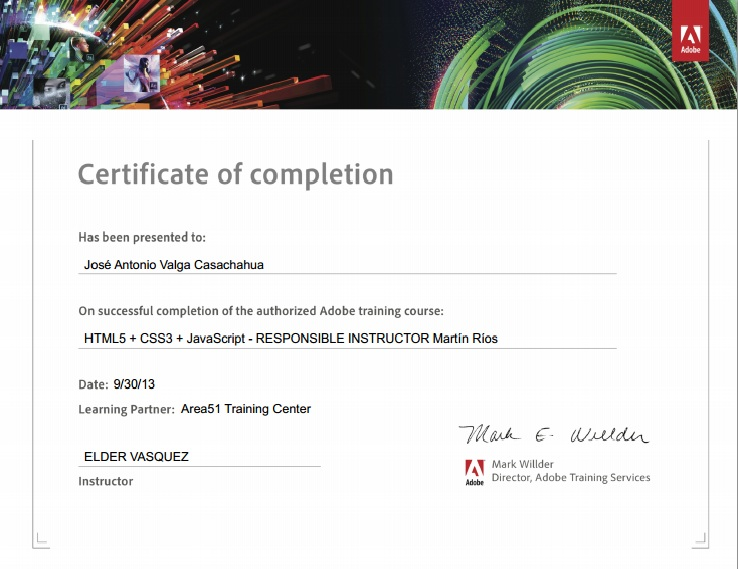 Adobe
Certificate of completion
Has been presented to:
José Antonio Valga Casachahua
On successful completion of the authorized Adobe training course:
HTML5 + CSS3 + JavaScript - RESPONSIBLE INSTRUCTOR Martín Ríos
Date: 9/30/13
Learning Partner: Area51 Training Center
Mark E. Willder
ELDER VASQUEZ
Instructor
Adobe
Mark Willder
Director, Adobe Training Services